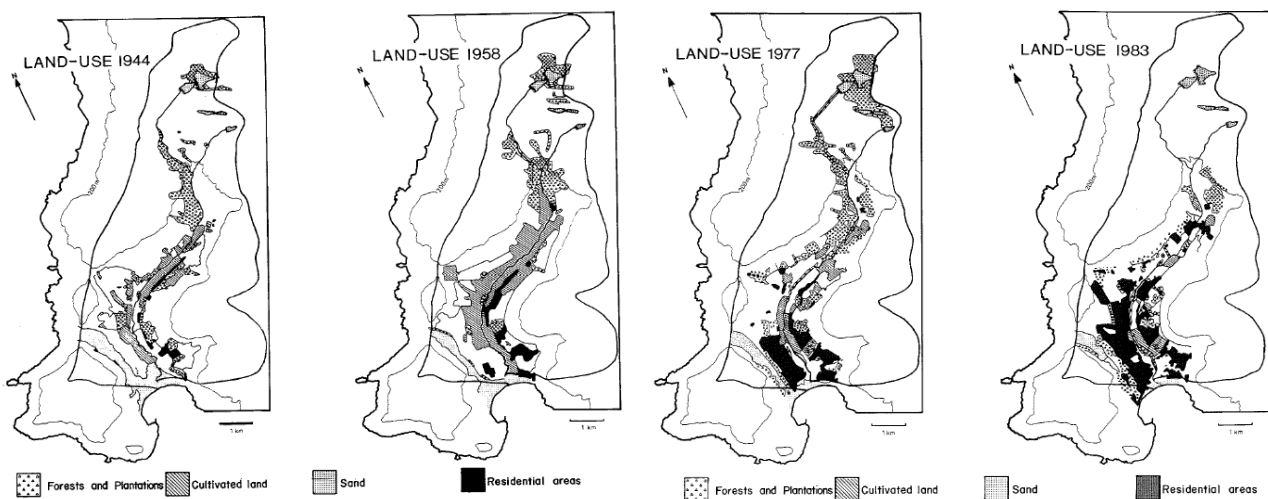 LAND-USE 1944
N
1 km
LAND-USE 1958
N
1 km
LAND-USE 1977
N
1 km
LAND-USE 1983
N
1 km
Forests and Plantations
Cultivated land
Sand
Residential areas
Forests and Plantations
Cultivated land
Sand
Residential areas